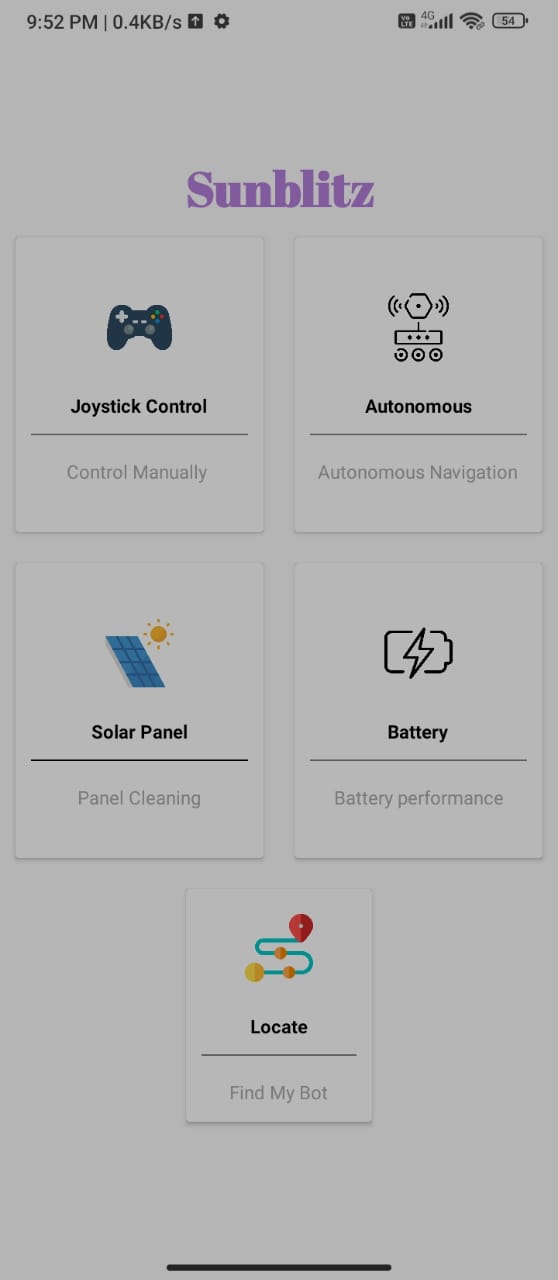 9:52 PM | 0.4KB/s
Vo LTE 4G 54
Sunblitz
Joystick Control
Control Manually
Autonomous
Autonomous Navigation
Solar Panel
Panel Cleaning
Battery
Battery performance
Locate
Find My Bot